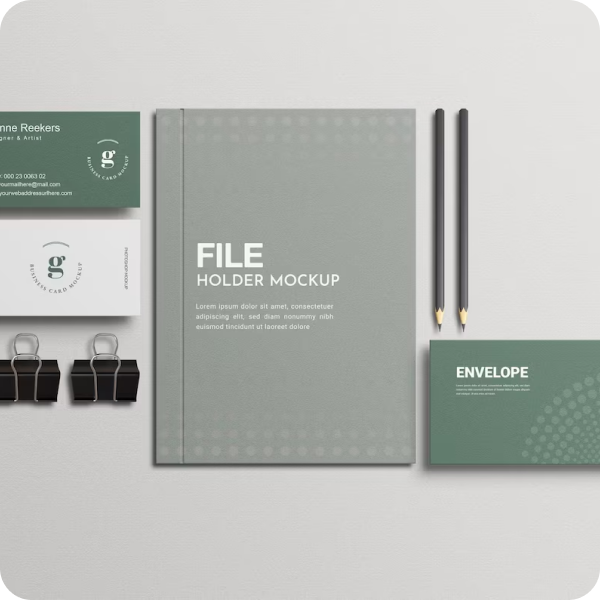 nne Reekers
gner & Artist
: 000 23 0063 02
yourmailhere@mail.com
yourwebaddressurlhere.com
g
BUSINESS CARD MOCKUP
g
BUSINESS CARD MOCKUP
FILE
HOLDER MOCKUP
Lorem ipsum dolor sit amet, consectetuer
adipiscing elit, sed diam nonummy nibh
euismod tincidunt ut laoreet dolore
ENVELOPE